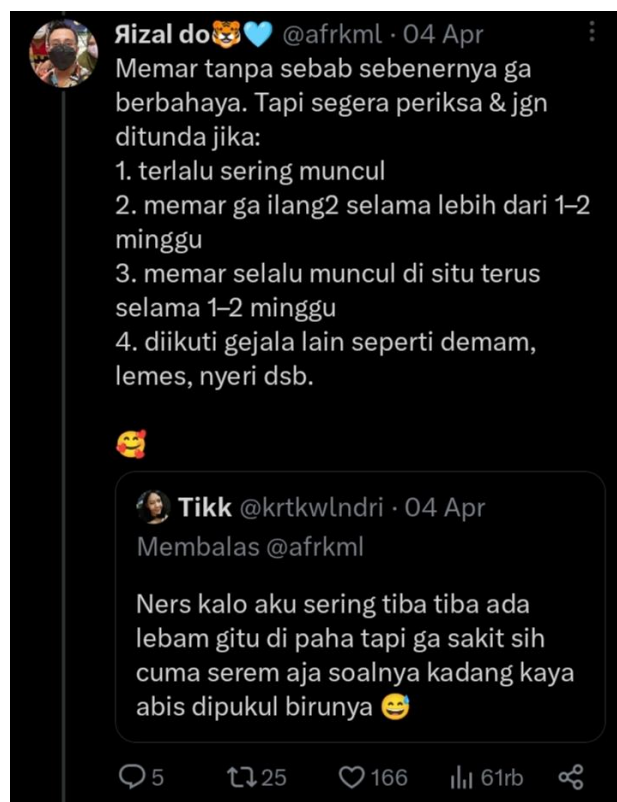 Яizal do🐯🩵 @afrkml · 04 Apr
Memar tanpa sebab sebenernya ga
berbahaya. Tapi segera periksa & jgn
ditunda jika:
1. terlalu sering muncul
2. memar ga ilang2 selama lebih dari 1–2
minggu
3. memar selalu muncul di situ terus
selama 1–2 minggu
4. diikuti gejala lain seperti demam,
lemes, nyeri dsb.
🥰
Tikk @krtkwlndri · 04 Apr
Membalas @afrkml
Ners kalo aku sering tiba tiba ada
lebam gitu di paha tapi ga sakit sih
cuma serem aja soalnya kadang kaya
abis dipukul birunya 😅
5 25 166 61rb